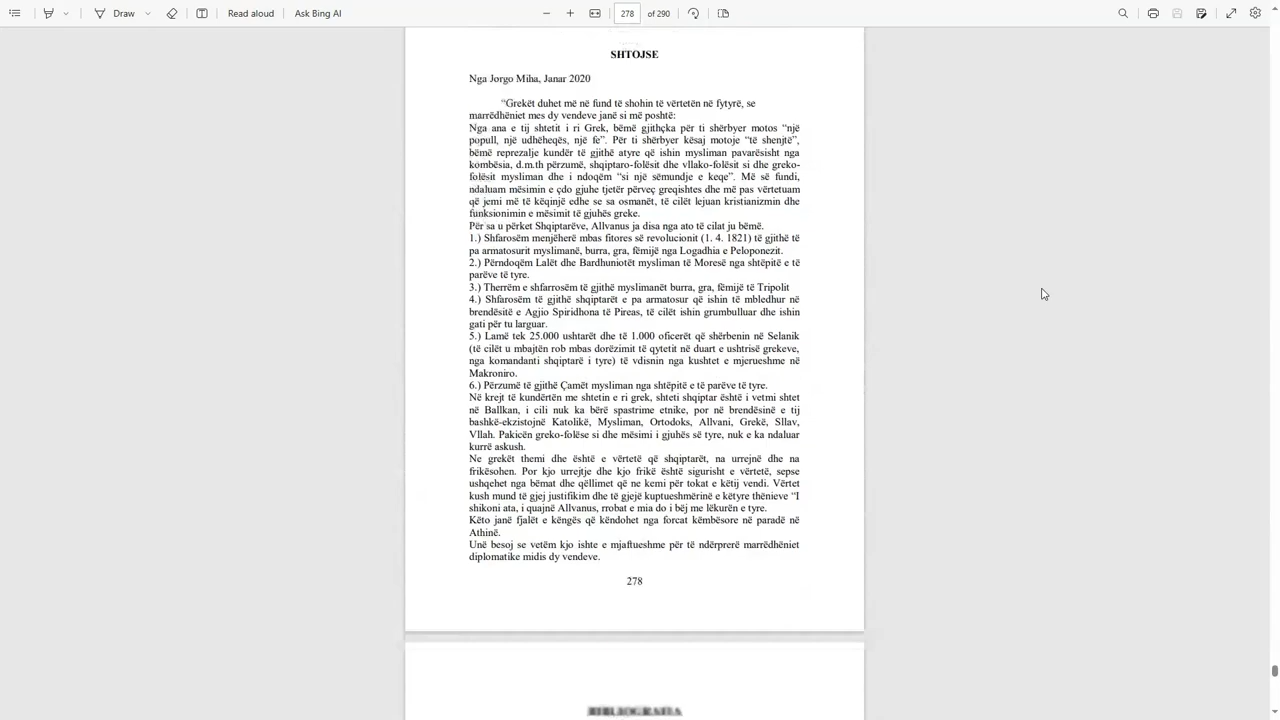 Draw
Read aloud
Ask Bing AI
278
of 290
SHTOJSE
Nga Jorgo Miha, Janar 2020
“Grekët duhet më në fund të shohin të vërtetën në fytyrë, se
marrëdhëniet mes dy vendeve janë si më poshtë:
Nga ana e tij shtetit i ri Grek, bëmë gjithçka për ti shërbyer motos “një
popull, një udhëheqës, një fe”. Për ti shërbyer kësaj motoje “të shenjtë”,
bëmë reprezalje kundër të gjithë atyre që ishin mysliman pavarësisht nga
kombësia, d.m.th përzumë, shqiptaro-folësit dhe vllako-folësit si dhe greko-
folësit mysliman dhe i ndoqëm “si një sëmundje e keqe”. Më së fundi,
ndaluam mësimin e çdo gjuhe tjetër përveç greqishtes dhe më pas vërtetuam
që jemi më të këqinjë edhe se sa osmanët, të cilët lejuan kristianizmin dhe
funksionimin e mësimit të gjuhës greke.
Për sa u përket Shqiptarëve, Allvanus ja disa nga ato të cilat ju bëmë.
1.) Shfarosëm menjëherë mbas fitores së revolucionit (1. 4. 1821) të gjithë të
pa armatosurit myslimanë, burra, gra, fëmijë nga Logadhia e Peloponezit.
2.) Përndoqëm Lalët dhe Bardhuniotët mysliman të Moresë nga shtëpitë e të
parëve të tyre.
3.) Therrëm e shfarrosëm të gjithë myslimanët burra, gra, fëmijë të Tripolit
4.) Shfarosëm të gjithë shqiptarët e pa armatosur që ishin të mbledhur në
brendësitë e Agjio Spiridhona të Pireas, të cilët ishin grumbulluar dhe ishin
gati për tu larguar.
5.) Lamë tek 25.000 ushtarët dhe të 1.000 oficerët që shërbenin në Selanik
(të cilët u mbajtën rob mbas dorëzimit të qytetit në duart e ushtrisë grekeve,
nga komandanti shqiptarë i tyre) të vdisnin nga kushtet e mjerueshme në
Makroniro.
6.) Përzumë të gjithë Çamët mysliman nga shtëpitë e të parëve të tyre.
Në krejt të kundërtën me shtetin e ri grek, shteti shqiptar është i vetmi shtet
në Ballkan, i cili nuk ka bërë spastrime etnike, por në brendësinë e tij
bashkë-ekzistojnë Katolikë, Mysliman, Ortodoks, Allvani, Grekë, Sllav,
Vllah. Pakicën greko-folëse si dhe mësimi i gjuhës së tyre, nuk e ka ndaluar
kurrë askush.
Ne grekët themi dhe është e vërtetë që shqiptarët, na urrejnë dhe na
frikësohen. Por kjo urrejtje dhe kjo frikë është sigurisht e vërtetë, sepse
ushqehet nga bëmat dhe qëllimet që ne kemi për tokat e këtij vendi. Vërtet
kush mund të gjej justifikim dhe të gjejë kuptueshmërinë e këtyre thënieve “I
shikoni ata, i quajnë Allvanus, rrobat e mia do i bëj me lëkurën e tyre.
Këto janë fjalët e këngës që këndohet nga forcat këmbësore në paradë në
Athinë.
Unë besoj se vetëm kjo ishte e mjaftueshme për të ndërprerë marrëdhëniet
diplomatike midis dy vendeve.
278
BIBLIOGRAFIA